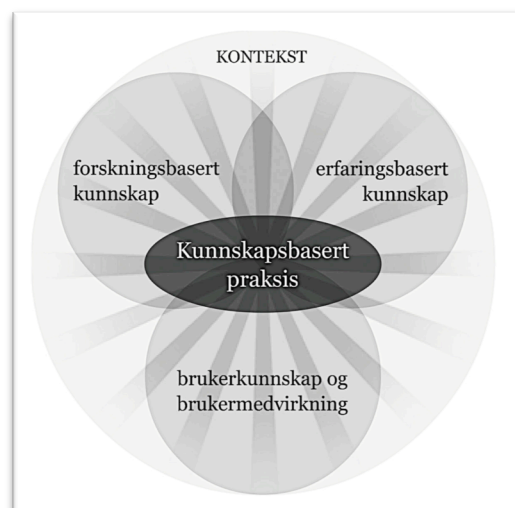 KONTEKST
forskningsbasert
kunnskap
erfaringsbasert
kunnskap
Kunnskapsbasert
praksis
brukerkunnskap og
brukermedvirkning